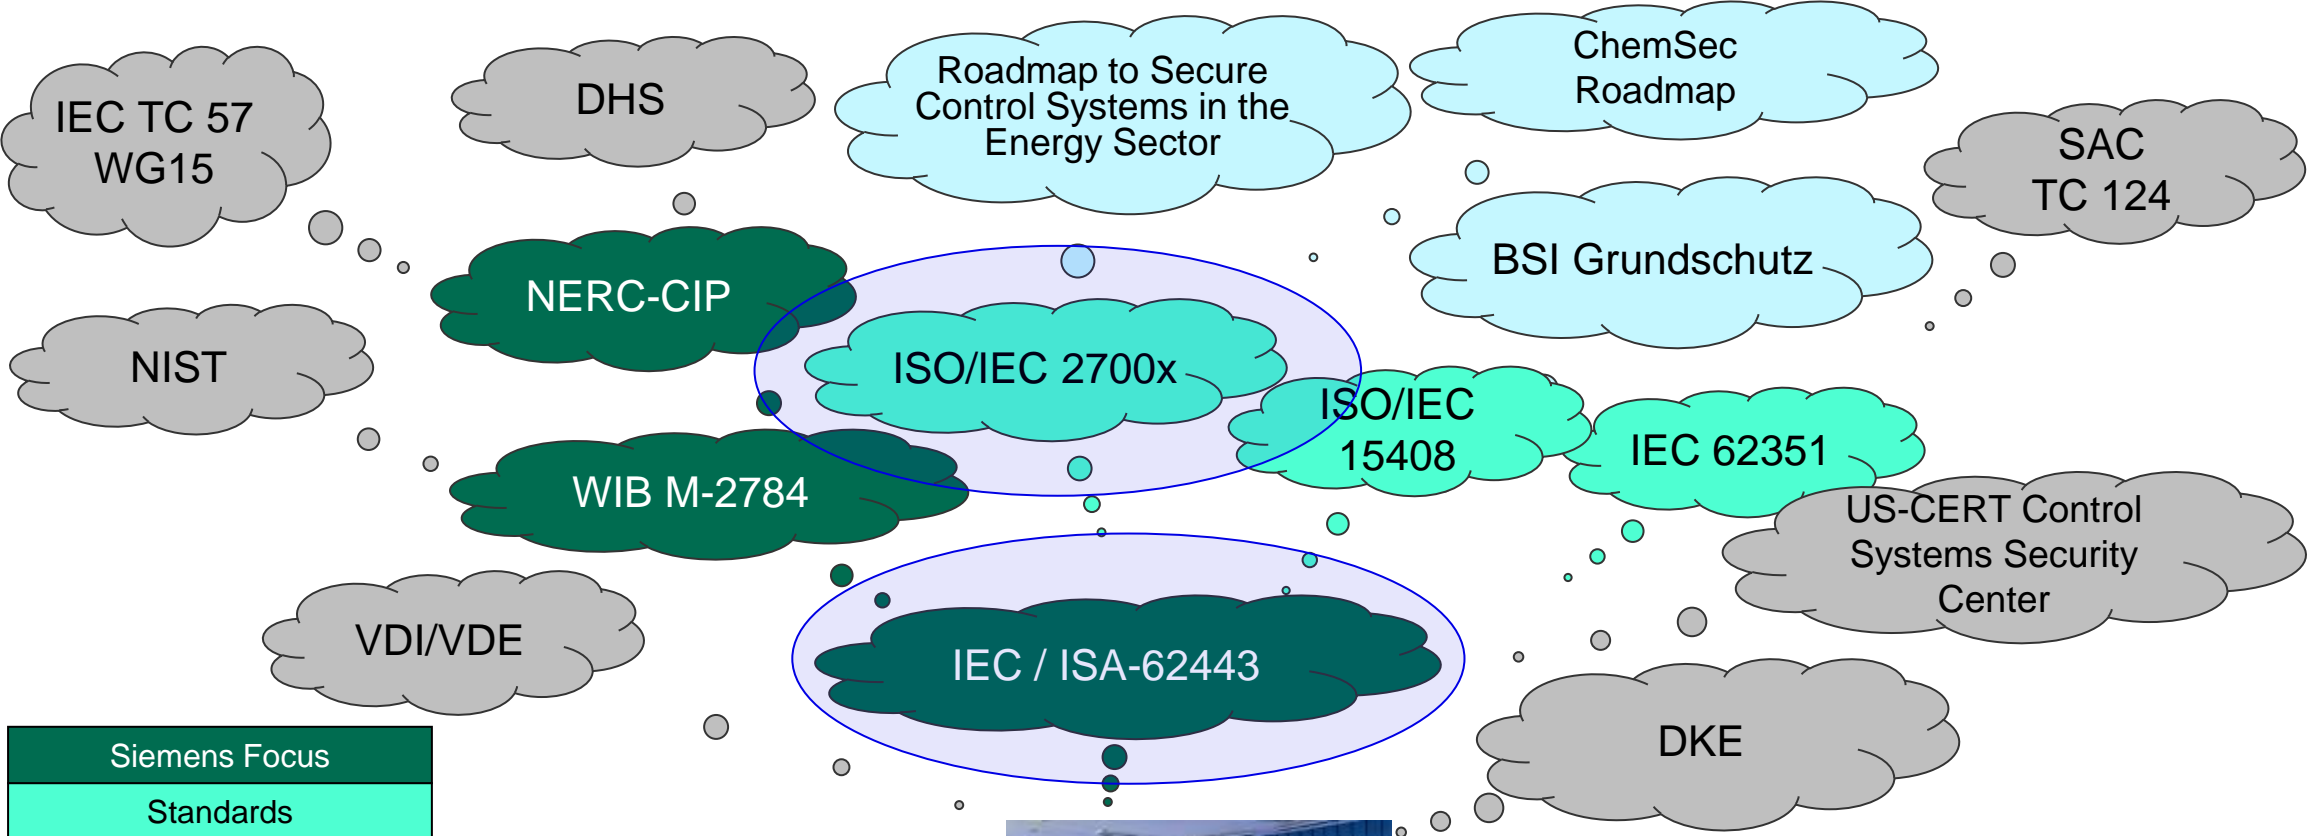 IEC TC 57
WG15
DHS
Roadmap to Secure
Control Systems in the
Energy Sector
ChemSec
Roadmap
SAC
TC 124
NERC-CIP
BSI Grundschutz
NIST
ISO/IEC 2700x
ISO/IEC
15408
IEC 62351
WIB M-2784
US-CERT Control
Systems Security
Center
VDI/VDE
IEC / ISA-62443
DKE
Siemens Focus
Standards